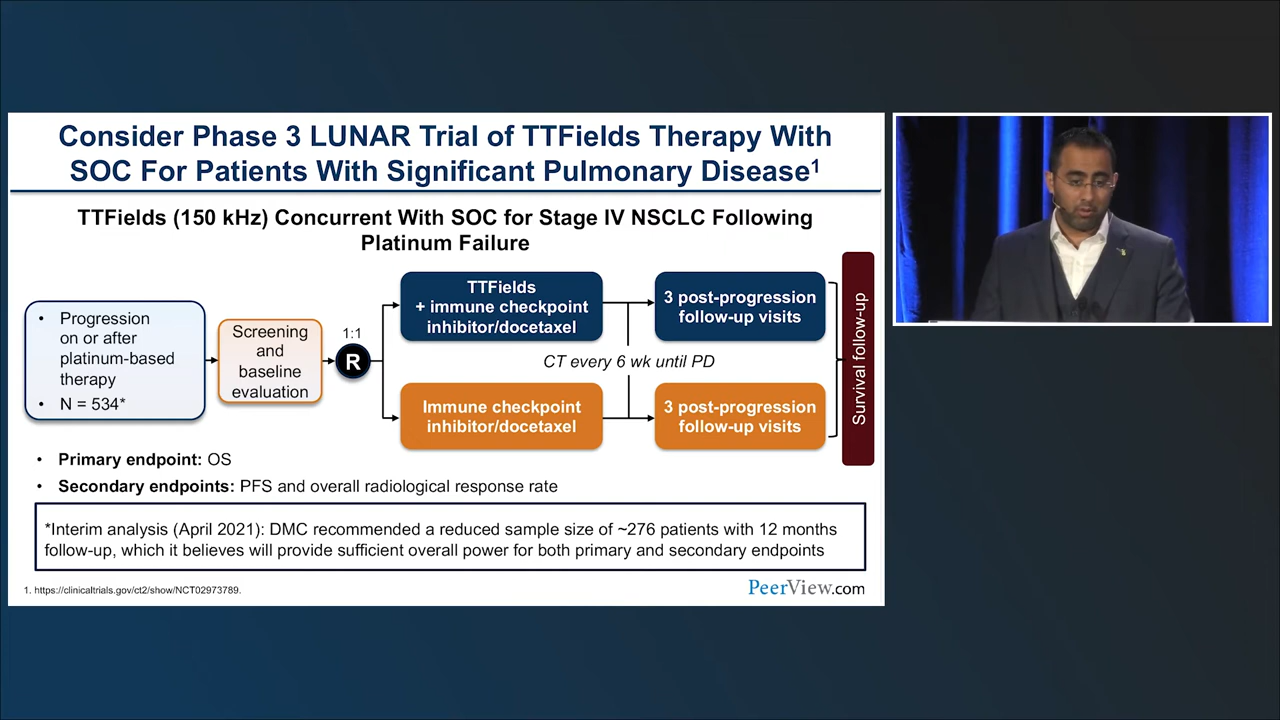 Consider Phase 3 LUNAR Trial of TTFields Therapy With
SOC For Patients With Significant Pulmonary Disease1
TTFields (150 kHz) Concurrent With SOC for Stage IV NSCLC Following
Platinum Failure
• Progression
on or after
platinum-based
therapy
• N = 534*
Screening
and
baseline
evaluation
1:1
R
TTFields
+ immune checkpoint
inhibitor/docetaxel
3 post-progression
follow-up visits
CT every 6 wk until PD
Immune checkpoint
inhibitor/docetaxel
3 post-progression
follow-up visits
Survival follow-up
• Primary endpoint: OS
• Secondary endpoints: PFS and overall radiological response rate
*Interim analysis (April 2021): DMC recommended a reduced sample size of ~276 patients with 12 months
follow-up, which it believes will provide sufficient overall power for both primary and secondary endpoints
1. https://clinicaltrials.gov/ct2/show/NCT02973789.
PeerView.com